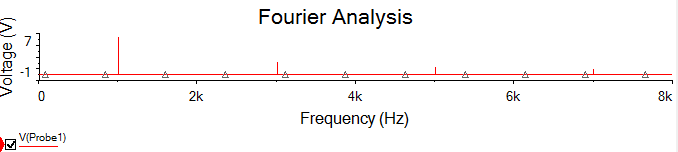 Fourier Analysis
Voltage (V)
7
-1
0 2k 4k 6k 8k
Frequency (Hz)
V(Probe1)